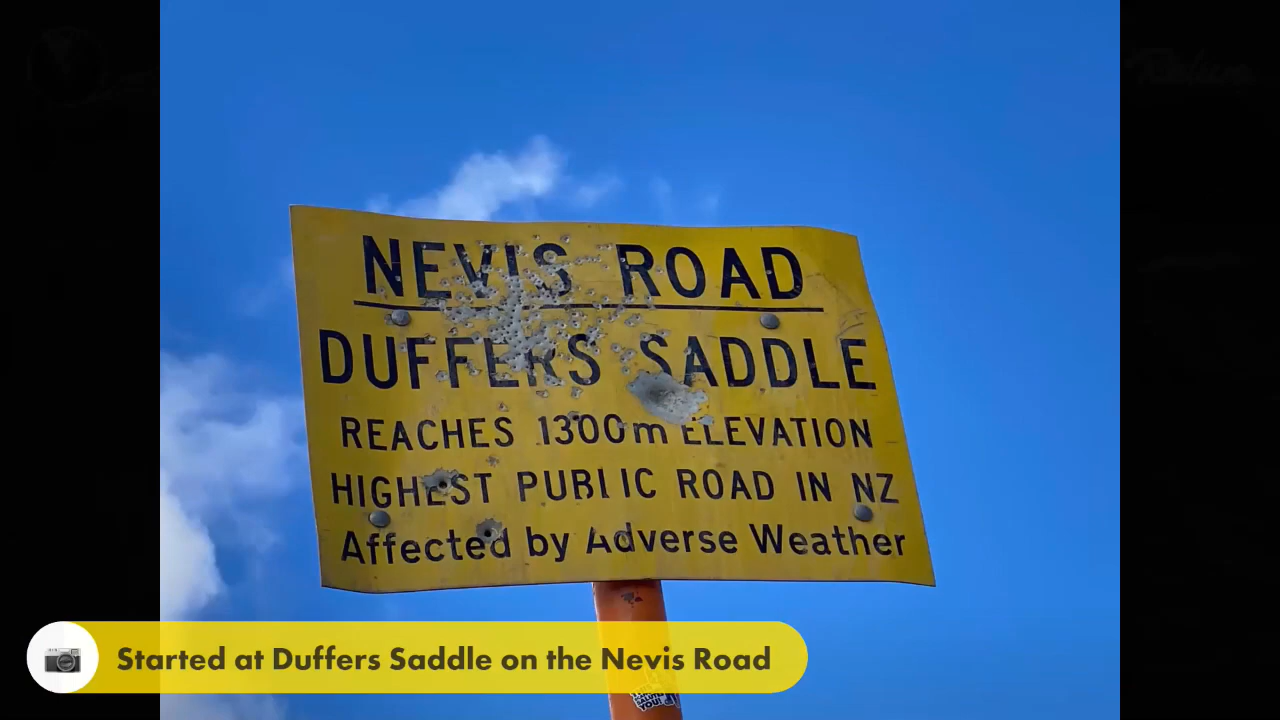 NEVIS ROAD
DUFFERS SADDLE
REACHES 1300m ELEVATION
HIGHEST PUBLIC ROAD IN NZ
Affected by Adverse Weather
Started at Duffers Saddle on the Nevis Road